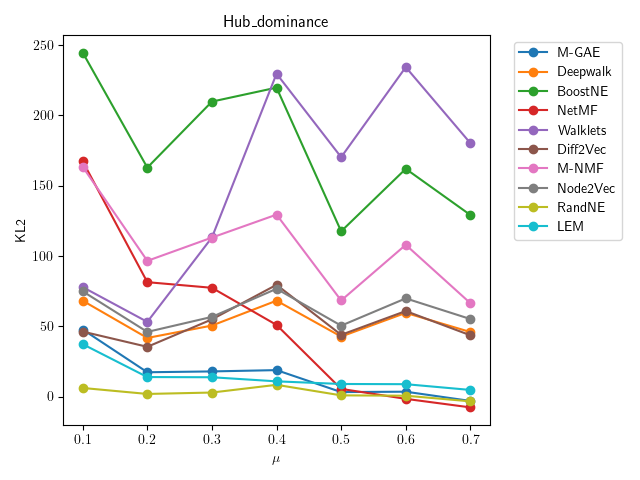 Hub_dominance
250
200
150
100
50
0
KL2
0.1 0.2 0.3 0.4 0.5 0.6 0.7
μ
M-GAE
Deepwalk
BoostNE
NetMF
Walklets
Diff2Vec
M-NMF
Node2Vec
RandNE
LEM